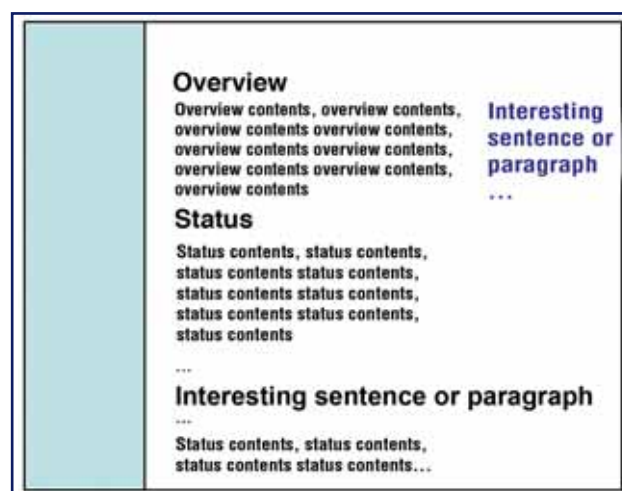 Overview
Overview contents, overview contents,
overview contents overview contents,
overview contents overview contents,
overview contents overview contents,
overview contents
Interesting
sentence or
paragraph
...
Status
Status contents, status contents,
status contents status contents,
status contents status contents,
status contents status contents,
status contents
...
Interesting sentence or paragraph
...
Status contents, status contents,
status contents status contents...